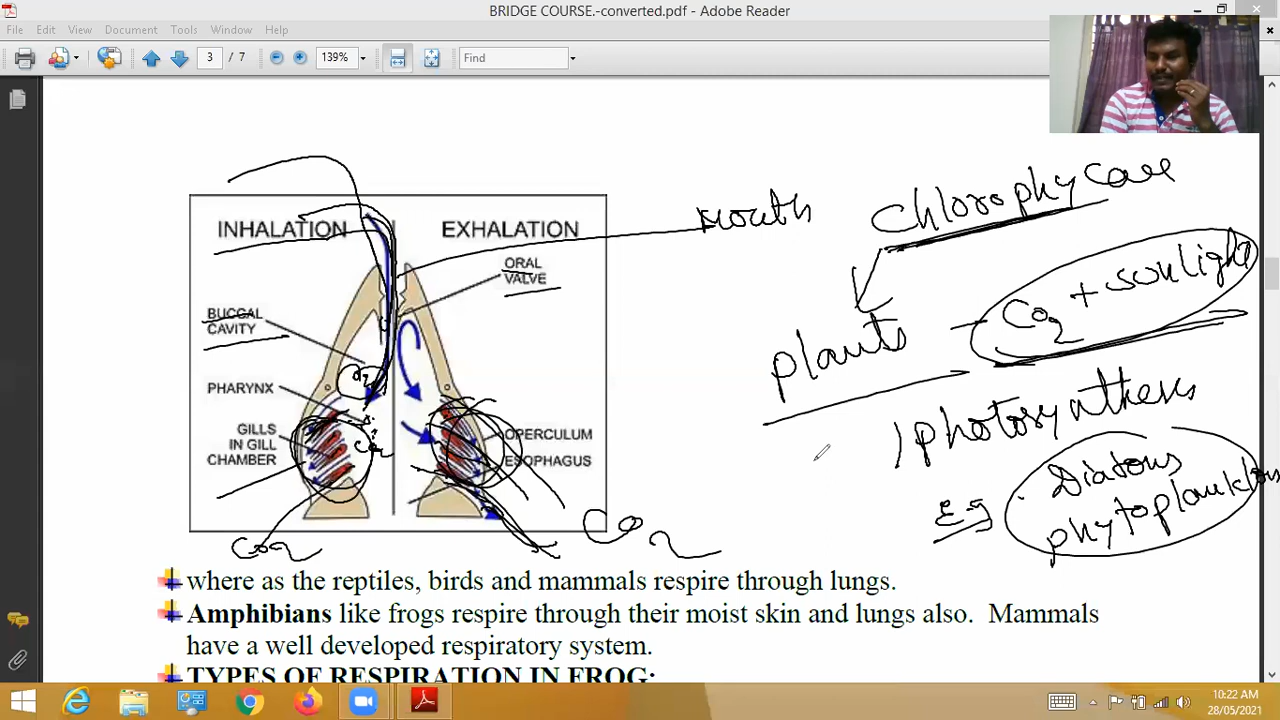 BRIDGE COURSE.-converted.pdf - Adobe Reader
File Edit View Document Tools Window Help
3 / 7 139% Find
INHALATION
EXHALATION
ORAL
VALVE
BUCCAL
CAVITY
PHARYNX
GILLS
IN GILL
CHAMBER
OPERCULUM
ESOPHAGUS
Mouth
Chlorophyceae
plants
CO2 + sunlight
photosynthesis
E.g
Diatoms
phytoplanktons
CO2
CO2
where as the reptiles, birds and mammals respire through lungs.
Amphibians like frogs respire through their moist skin and lungs also. Mammals
have a well developed respiratory system.
TYPES OF RESPIRATION IN FROG:
10:22 AM
28/05/2021